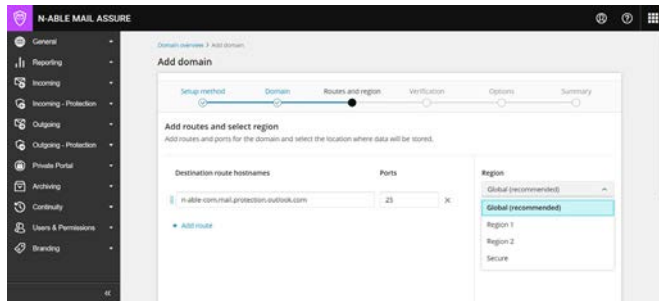 N-ABLE MAIL ASSURE
General
Reporting
Incoming
Incoming - Protection
Outgoing
Outgoing - Protection
Private Portal
Archiving
Continuity
Users & Permissions
Branding
Domain overview > Add domain
Add domain
Setup method Domain Routes and region Verification Options Summary
Add routes and select region
Add routes and ports for the domain and select the location where data will be stored.
Destination route hostnames Ports Region
n-able-com.mail.protection.outlook.com 25 Global (recommended)
+ Add route
Global (recommended)
Region 1
Region 2
Secure